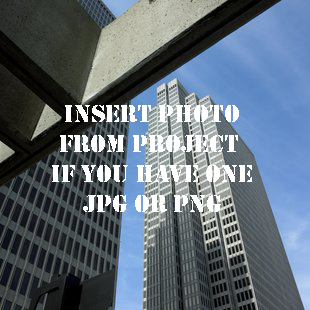 INSERT PHOTO
FROM PROJECT
IF YOU HAVE ONE
JPG OR PNG